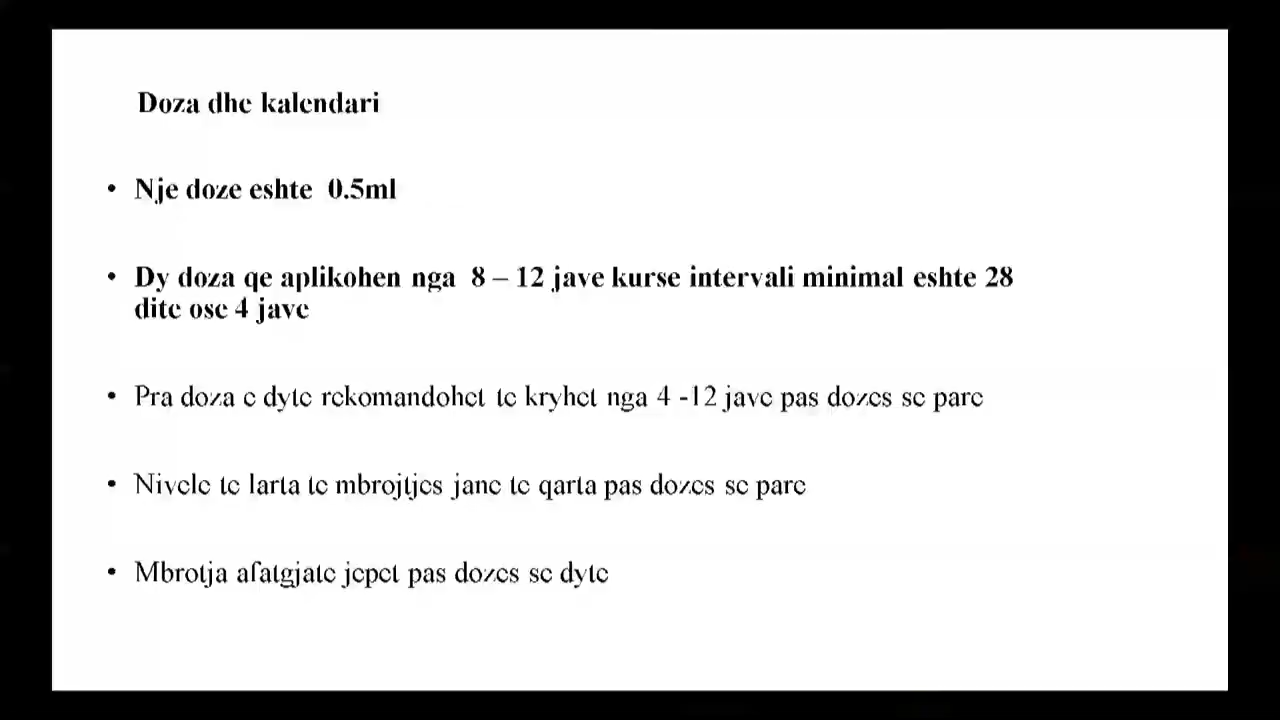 Doza dhe kalendari
• Nje doze eshte 0.5ml
• Dy doza qe aplikohen nga 8 – 12 jave kurse intervali minimal eshte 28
dite ose 4 jave
• Pra doza e dyte rekomandohet te kryhet nga 4 -12 jave pas dozes se pare
• Nivele te larta te mbrojtjes jane te qarta pas dozes se pare
• Mbrotja afatgjate jepet pas dozes se dyte